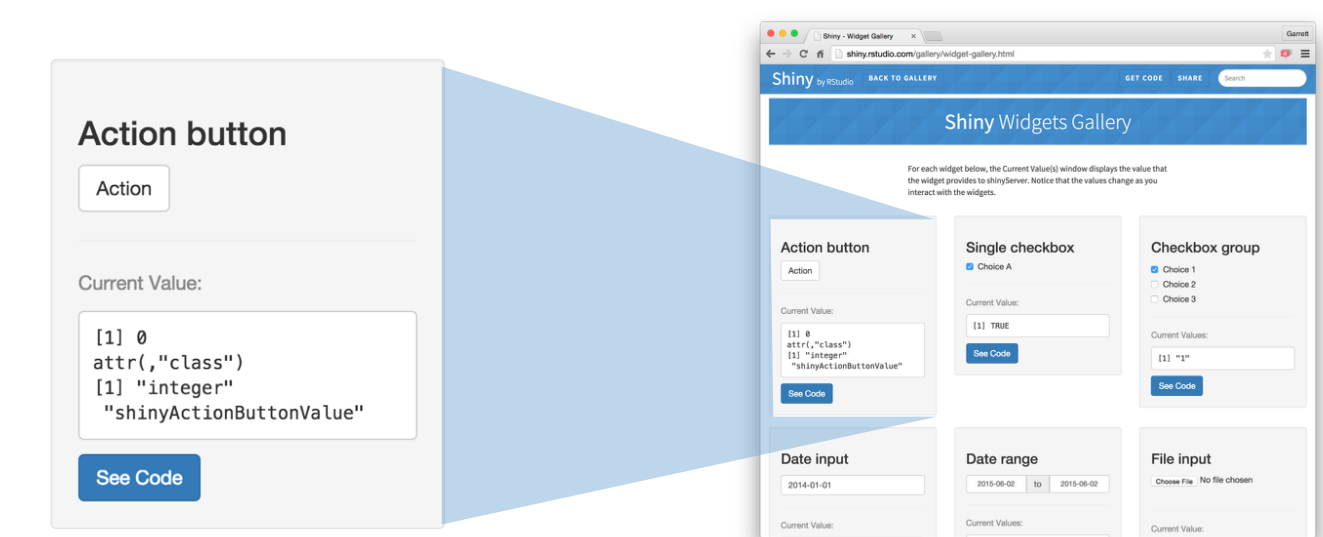 Action button
Action
Current Value:
[1] 0
attr(,"class")
[1] "integer"
"shinyActionButtonValue"
See Code
Shiny - Widget Gallery
Garrett
shiny.rstudio.com/gallery/widget-gallery.html
Shiny by RStudio BACK TO GALLERY GET CODE SHARE Search
Shiny Widgets Gallery
For each widget below, the Current Value(s) window displays the value that
the widget provides to shinyServer. Notice that the values change as you
interact with the widgets.
Action button
Action
Current Value:
[1] 0
attr(,"class")
[1] "integer"
"shinyActionButtonValue"
See Code
Single checkbox
Choice A
Current Value:
[1] TRUE
See Code
Checkbox group
Choice 1
Choice 2
Choice 3
Current Values:
[1] "1"
See Code
Date input
2014-01-01
Current Value:
Date range
2015-06-02 to 2015-06-02
Current Values:
File input
Choose File No file chosen
Current Value: